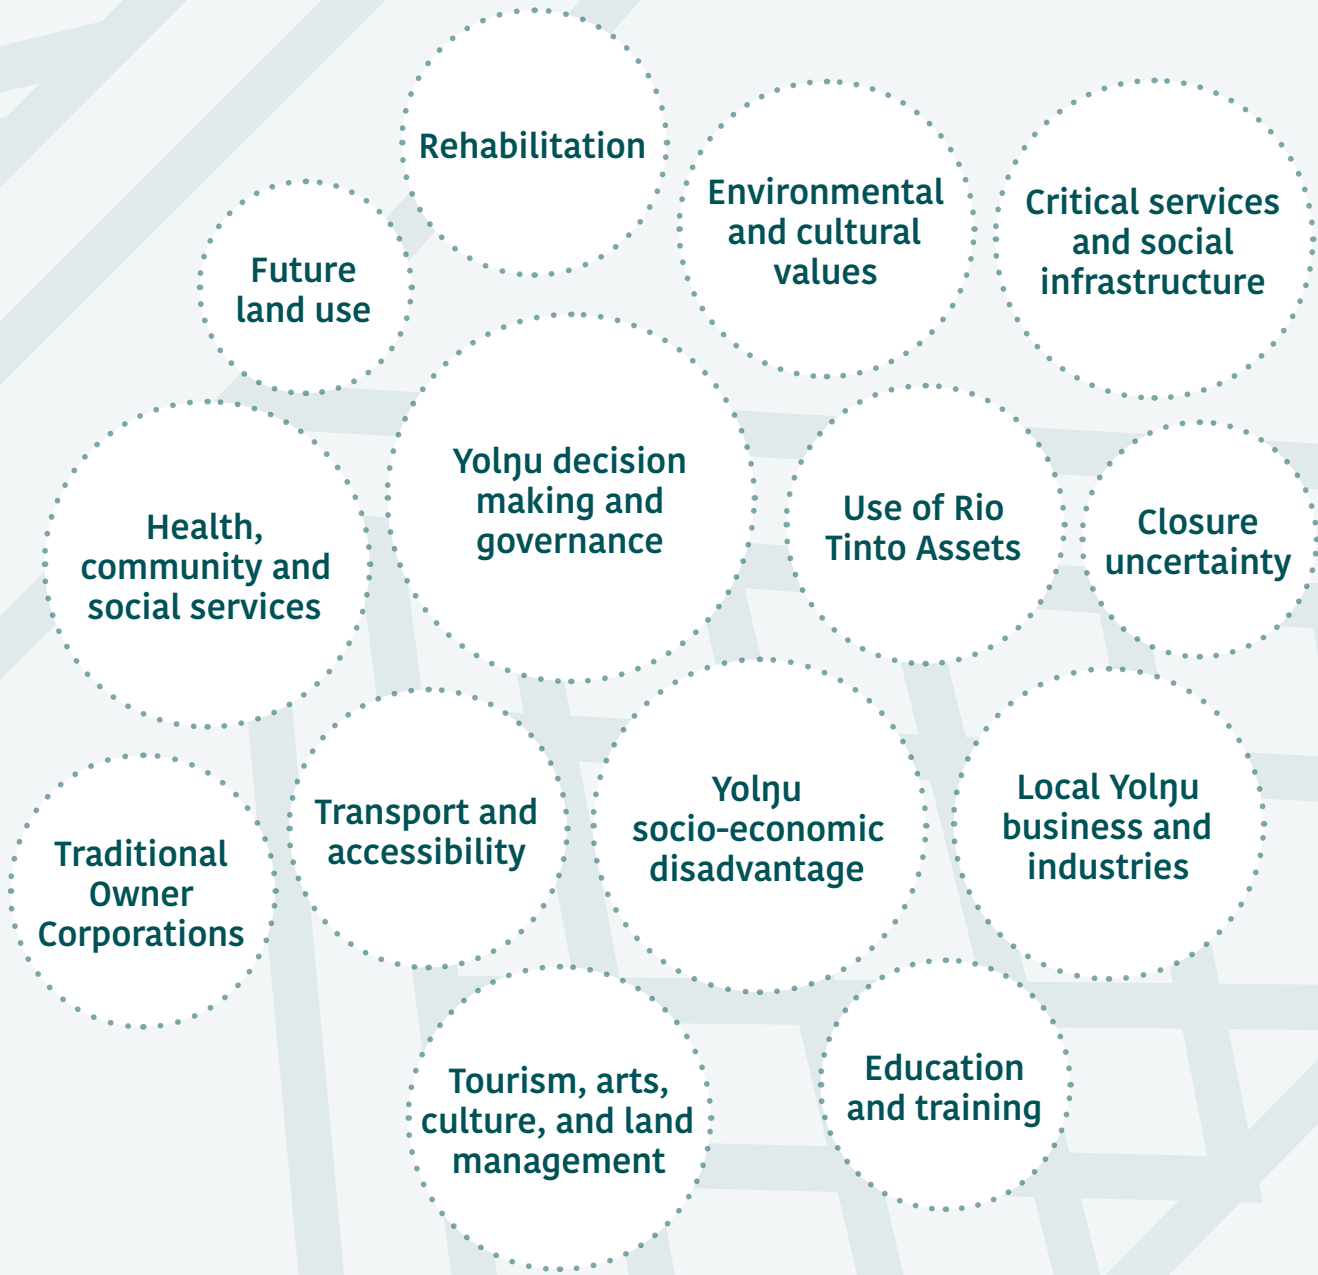 Rehabilitation
Environmental
and cultural
values
Critical services
and social
infrastructure
Future
land use
Yolŋu decision
making and
governance
Use of Rio
Tinto Assets
Closure
uncertainty
Health,
community and
social services
Transport and
accessibility
Yolŋu
socio-economic
disadvantage
Local Yolŋu
business and
industries
Traditional
Owner
Corporations
Tourism, arts,
culture, and land
management
Education
and training